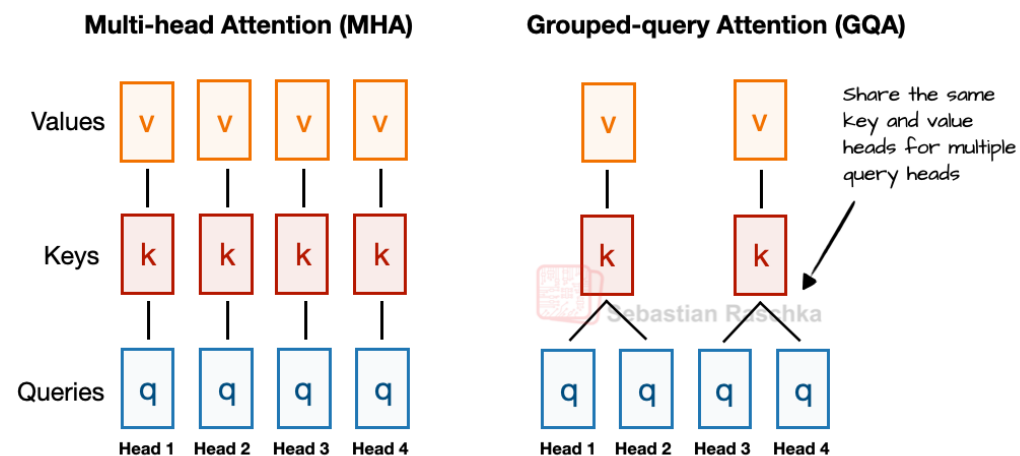 Multi-head Attention (MHA)
Values
v v v v
Keys
k k k k
Queries
q q q q
Head 1 Head 2 Head 3 Head 4
Grouped-query Attention (GQA)
v v
k k
q q q q
Head 1 Head 2 Head 3 Head 4
Share the same
key and value
heads for multiple
query heads
Sebastian Raschka